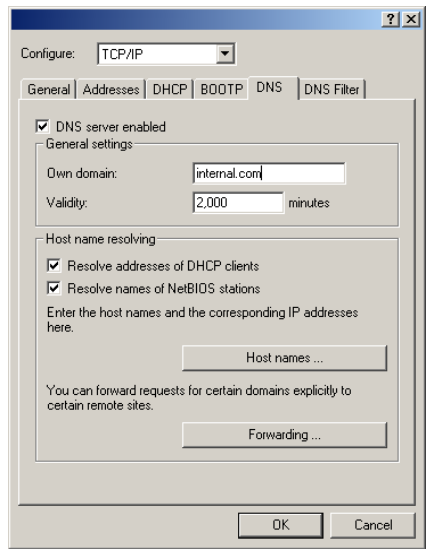 Configure: TCP/IP
General Addresses DHCP BOOTP DNS DNS Filter
DNS server enabled
General settings
Own domain: internal.com
Validity: 2,000 minutes
Host name resolving
Resolve addresses of DHCP clients
Resolve names of NetBIOS stations
Enter the host names and the corresponding IP addresses
here.
Host names ...
You can forward requests for certain domains explicitly to
certain remote sites.
Forwarding ...
OK Cancel